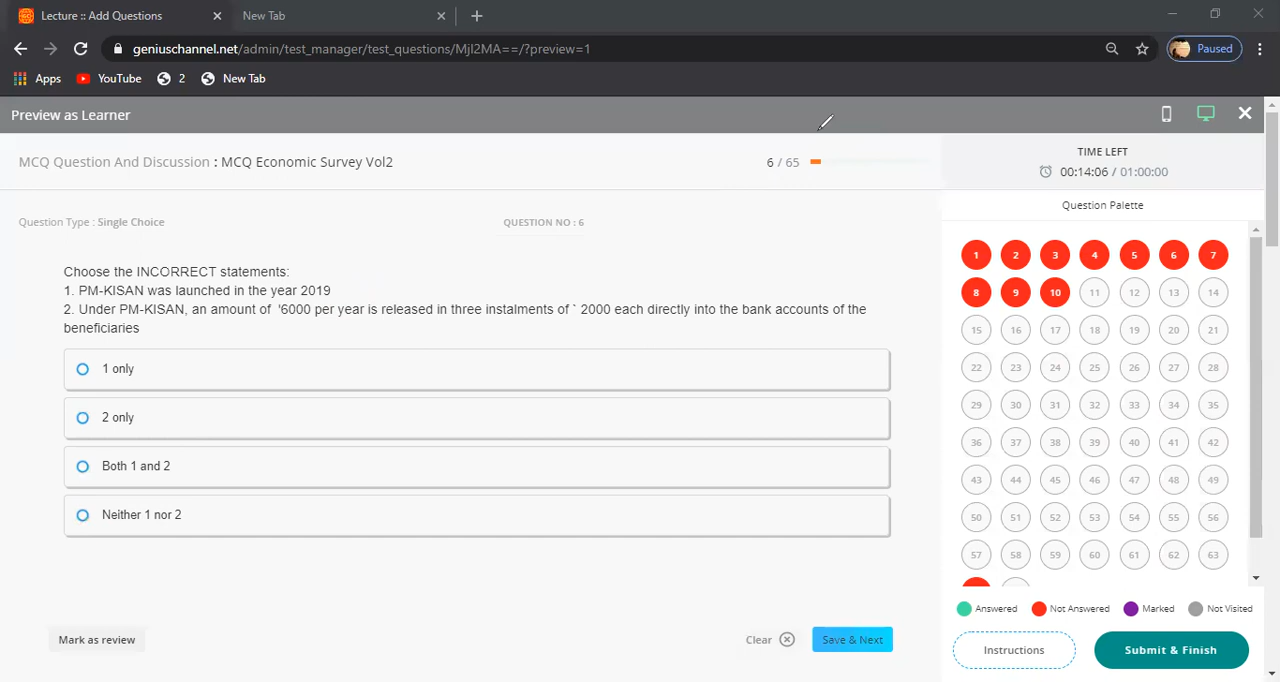 Lecture :: Add Questions
New Tab
geniuschannel.net/admin/test_manager/test_questions/MjI2MA==/?preview=1
Paused
Apps
YouTube
2
New Tab
Preview as Learner
MCQ Question And Discussion : MCQ Economic Survey Vol2
6 / 65
TIME LEFT
00:14:06 / 01:00:00
Question Type : Single Choice
QUESTION NO : 6
Question Palette
Choose the INCORRECT statements:
1. PM-KISAN was launched in the year 2019
2. Under PM-KISAN, an amount of '6000 per year is released in three instalments of ` 2000 each directly into the bank accounts of the
beneficiaries
1 only
2 only
Both 1 and 2
Neither 1 nor 2
1 2 3 4 5 6 7
8 9 10 11 12 13 14
15 16 17 18 19 20 21
22 23 24 25 26 27 28
29 30 31 32 33 34 35
36 37 38 39 40 41 42
43 44 45 46 47 48 49
50 51 52 53 54 55 56
57 58 59 60 61 62 63
Answered Not Answered Marked Not Visited
Mark as review
Clear
Save & Next
Instructions
Submit & Finish